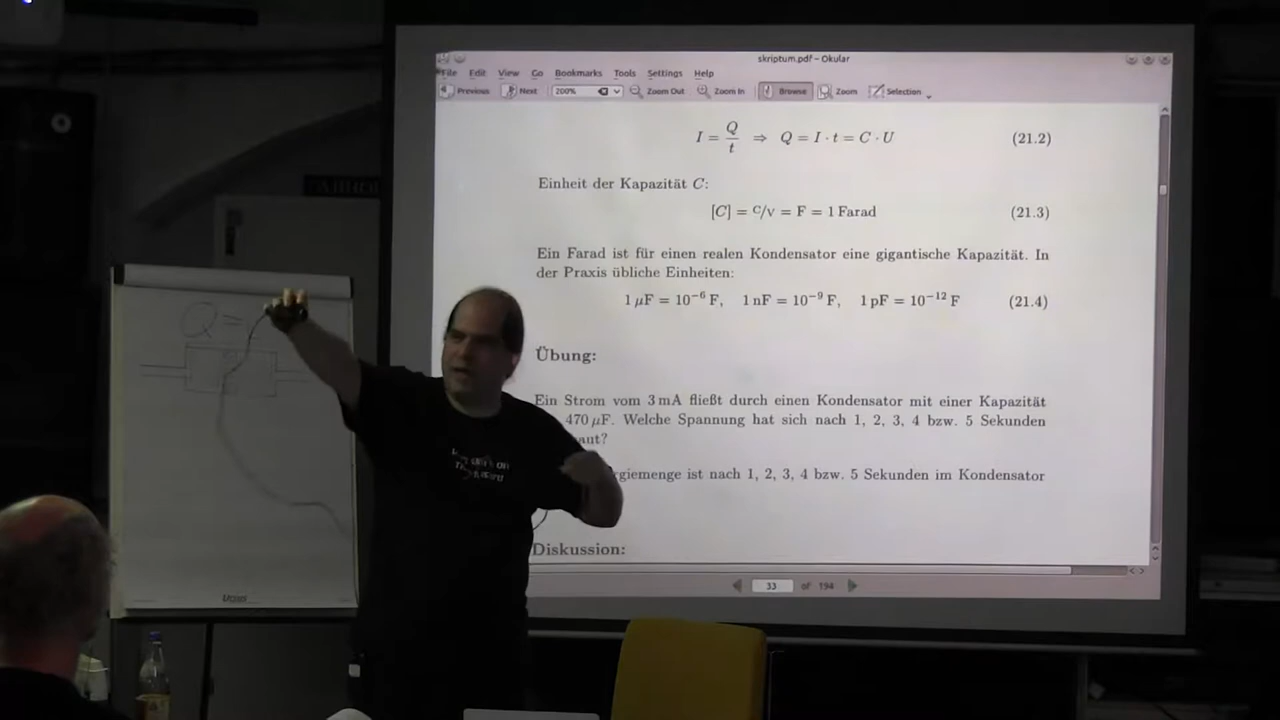 skriptum.pdf – Okular
File Edit View Go Bookmarks Tools Settings Help
Previous Next 200% Zoom Out Zoom In Browse Zoom Selection
I = Q/t ⇒ Q = I · t = C · U (21.2)
Einheit der Kapazität C:
[C] = C/V = F = 1 Farad (21.3)
Ein Farad ist für einen realen Kondensator eine gigantische Kapazität. In
der Praxis übliche Einheiten:
1 µF = 10⁻⁶ F, 1 nF = 10⁻⁹ F, 1 pF = 10⁻¹² F (21.4)
Übung:
Ein Strom vom 3 mA fließt durch einen Kondensator mit einer Kapazität
470 µF. Welche Spannung hat sich nach 1, 2, 3, 4 bzw. 5 Sekunden
aut?
giemenge ist nach 1, 2, 3, 4 bzw. 5 Sekunden im Kondensator
Diskussion:
33 of 194
Q =